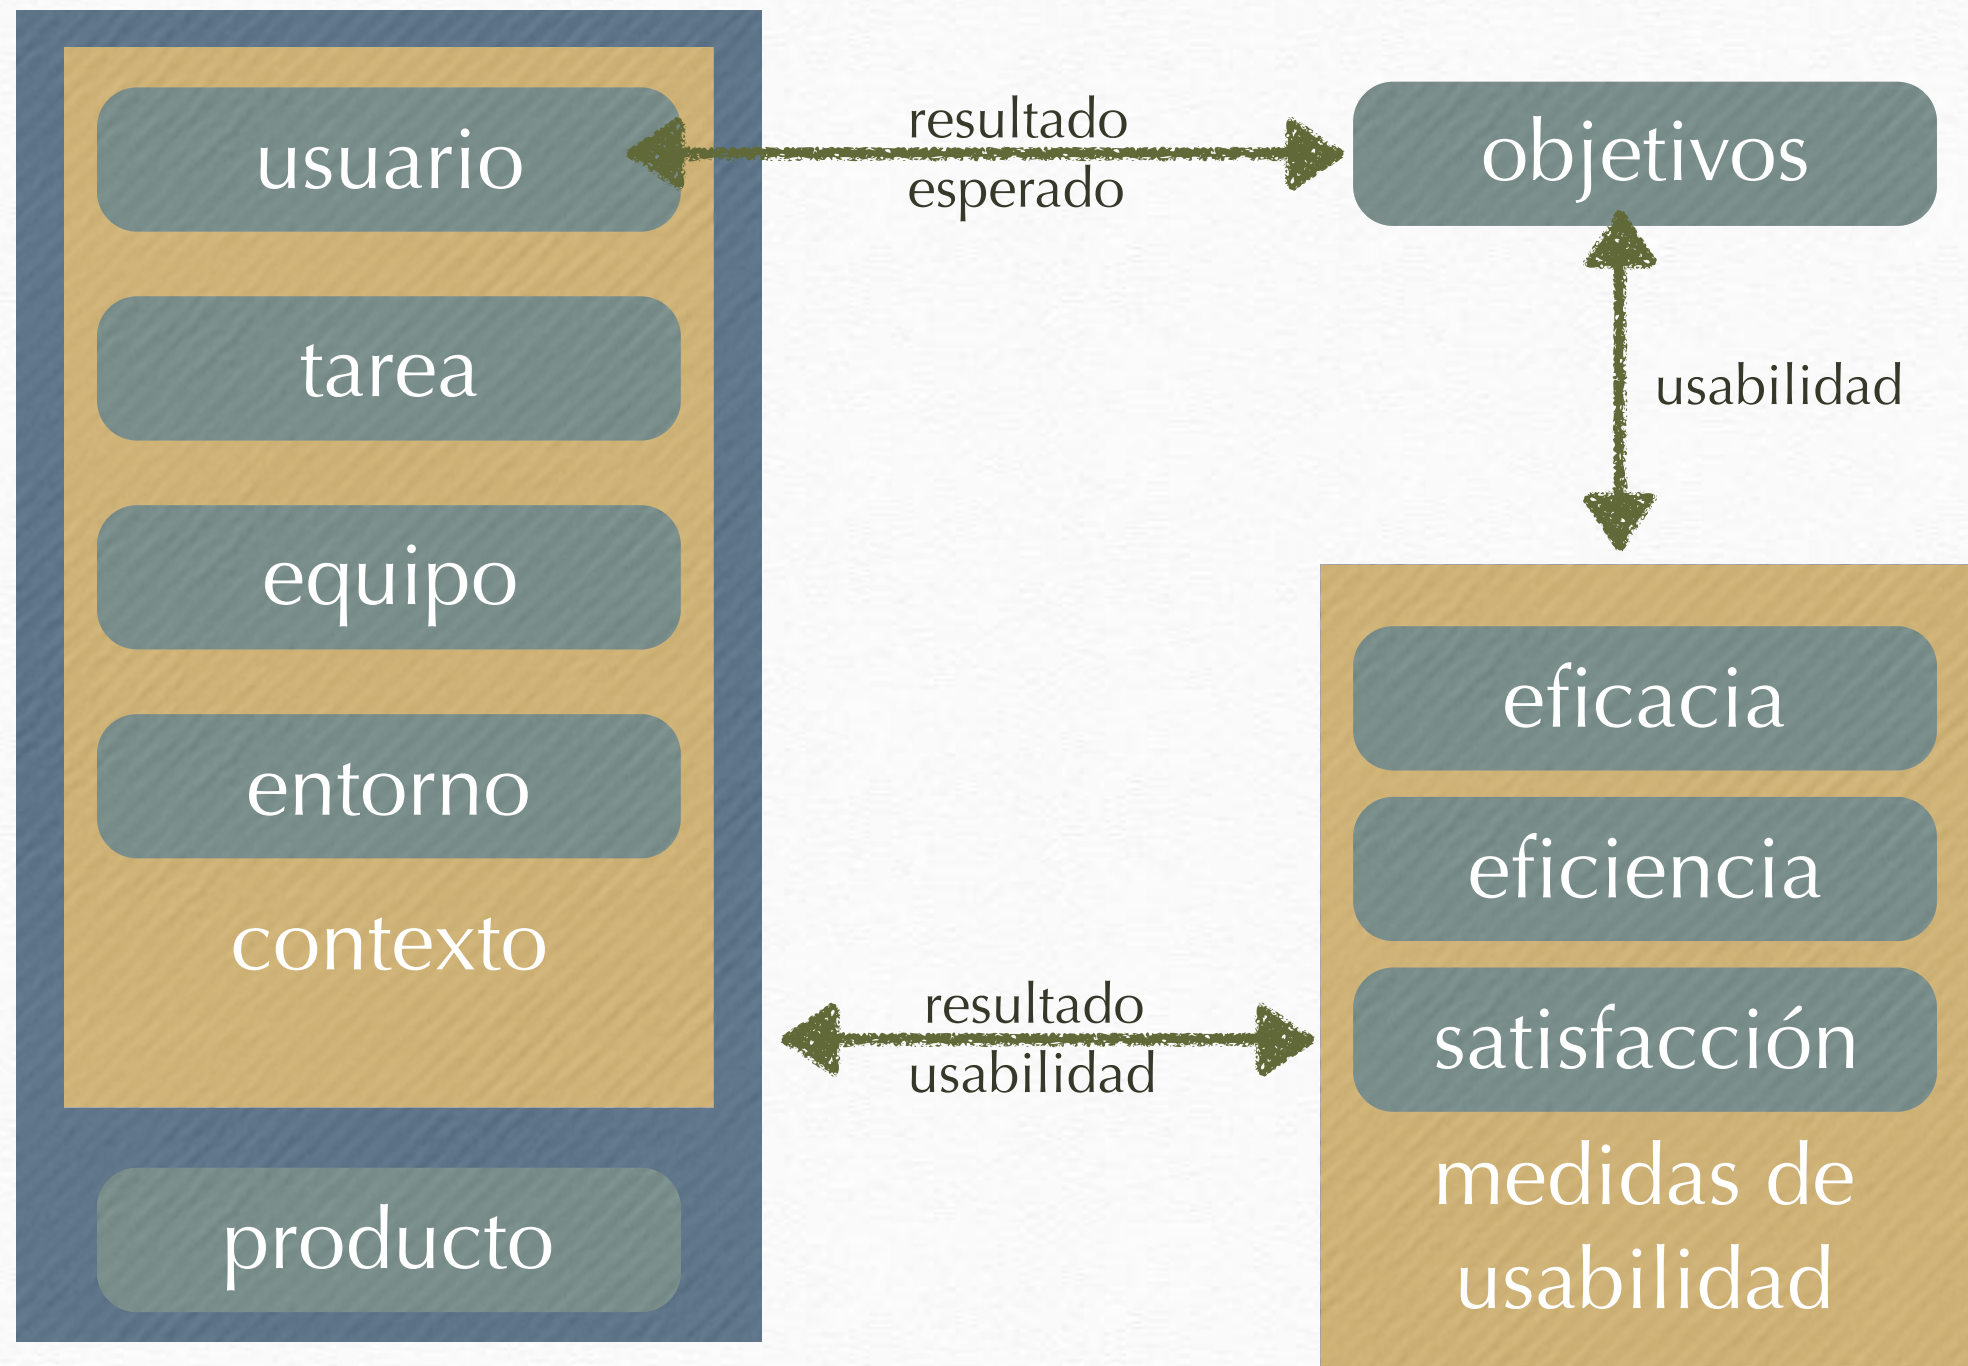 usuario
tarea
equipo
entorno
contexto
producto
resultado
esperado
objetivos
usabilidad
resultado
usabilidad
eficacia
eficiencia
satisfacción
medidas de
usabilidad